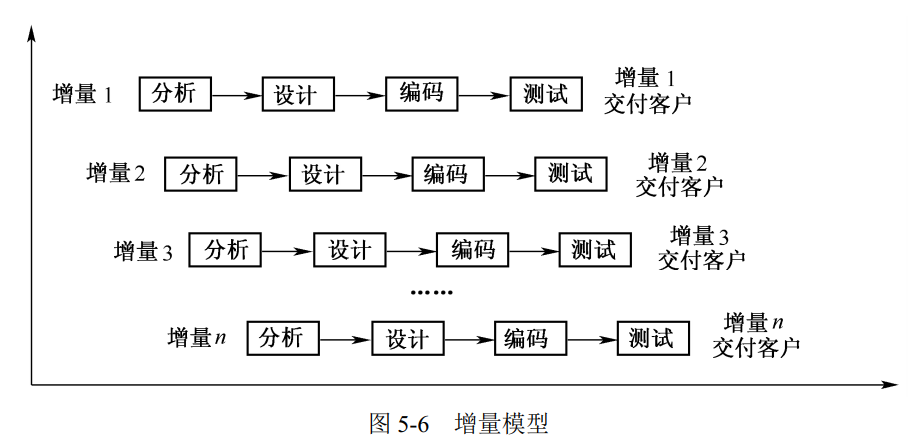 增量 1 分析 设计 编码 测试 增量 1
交付客户
增量 2 分析 设计 编码 测试 增量 2
交付客户
增量 3 分析 设计 编码 测试 增量 3
交付客户
……
增量 n 分析 设计 编码 测试 增量 n
交付客户
图 5-6 增量模型